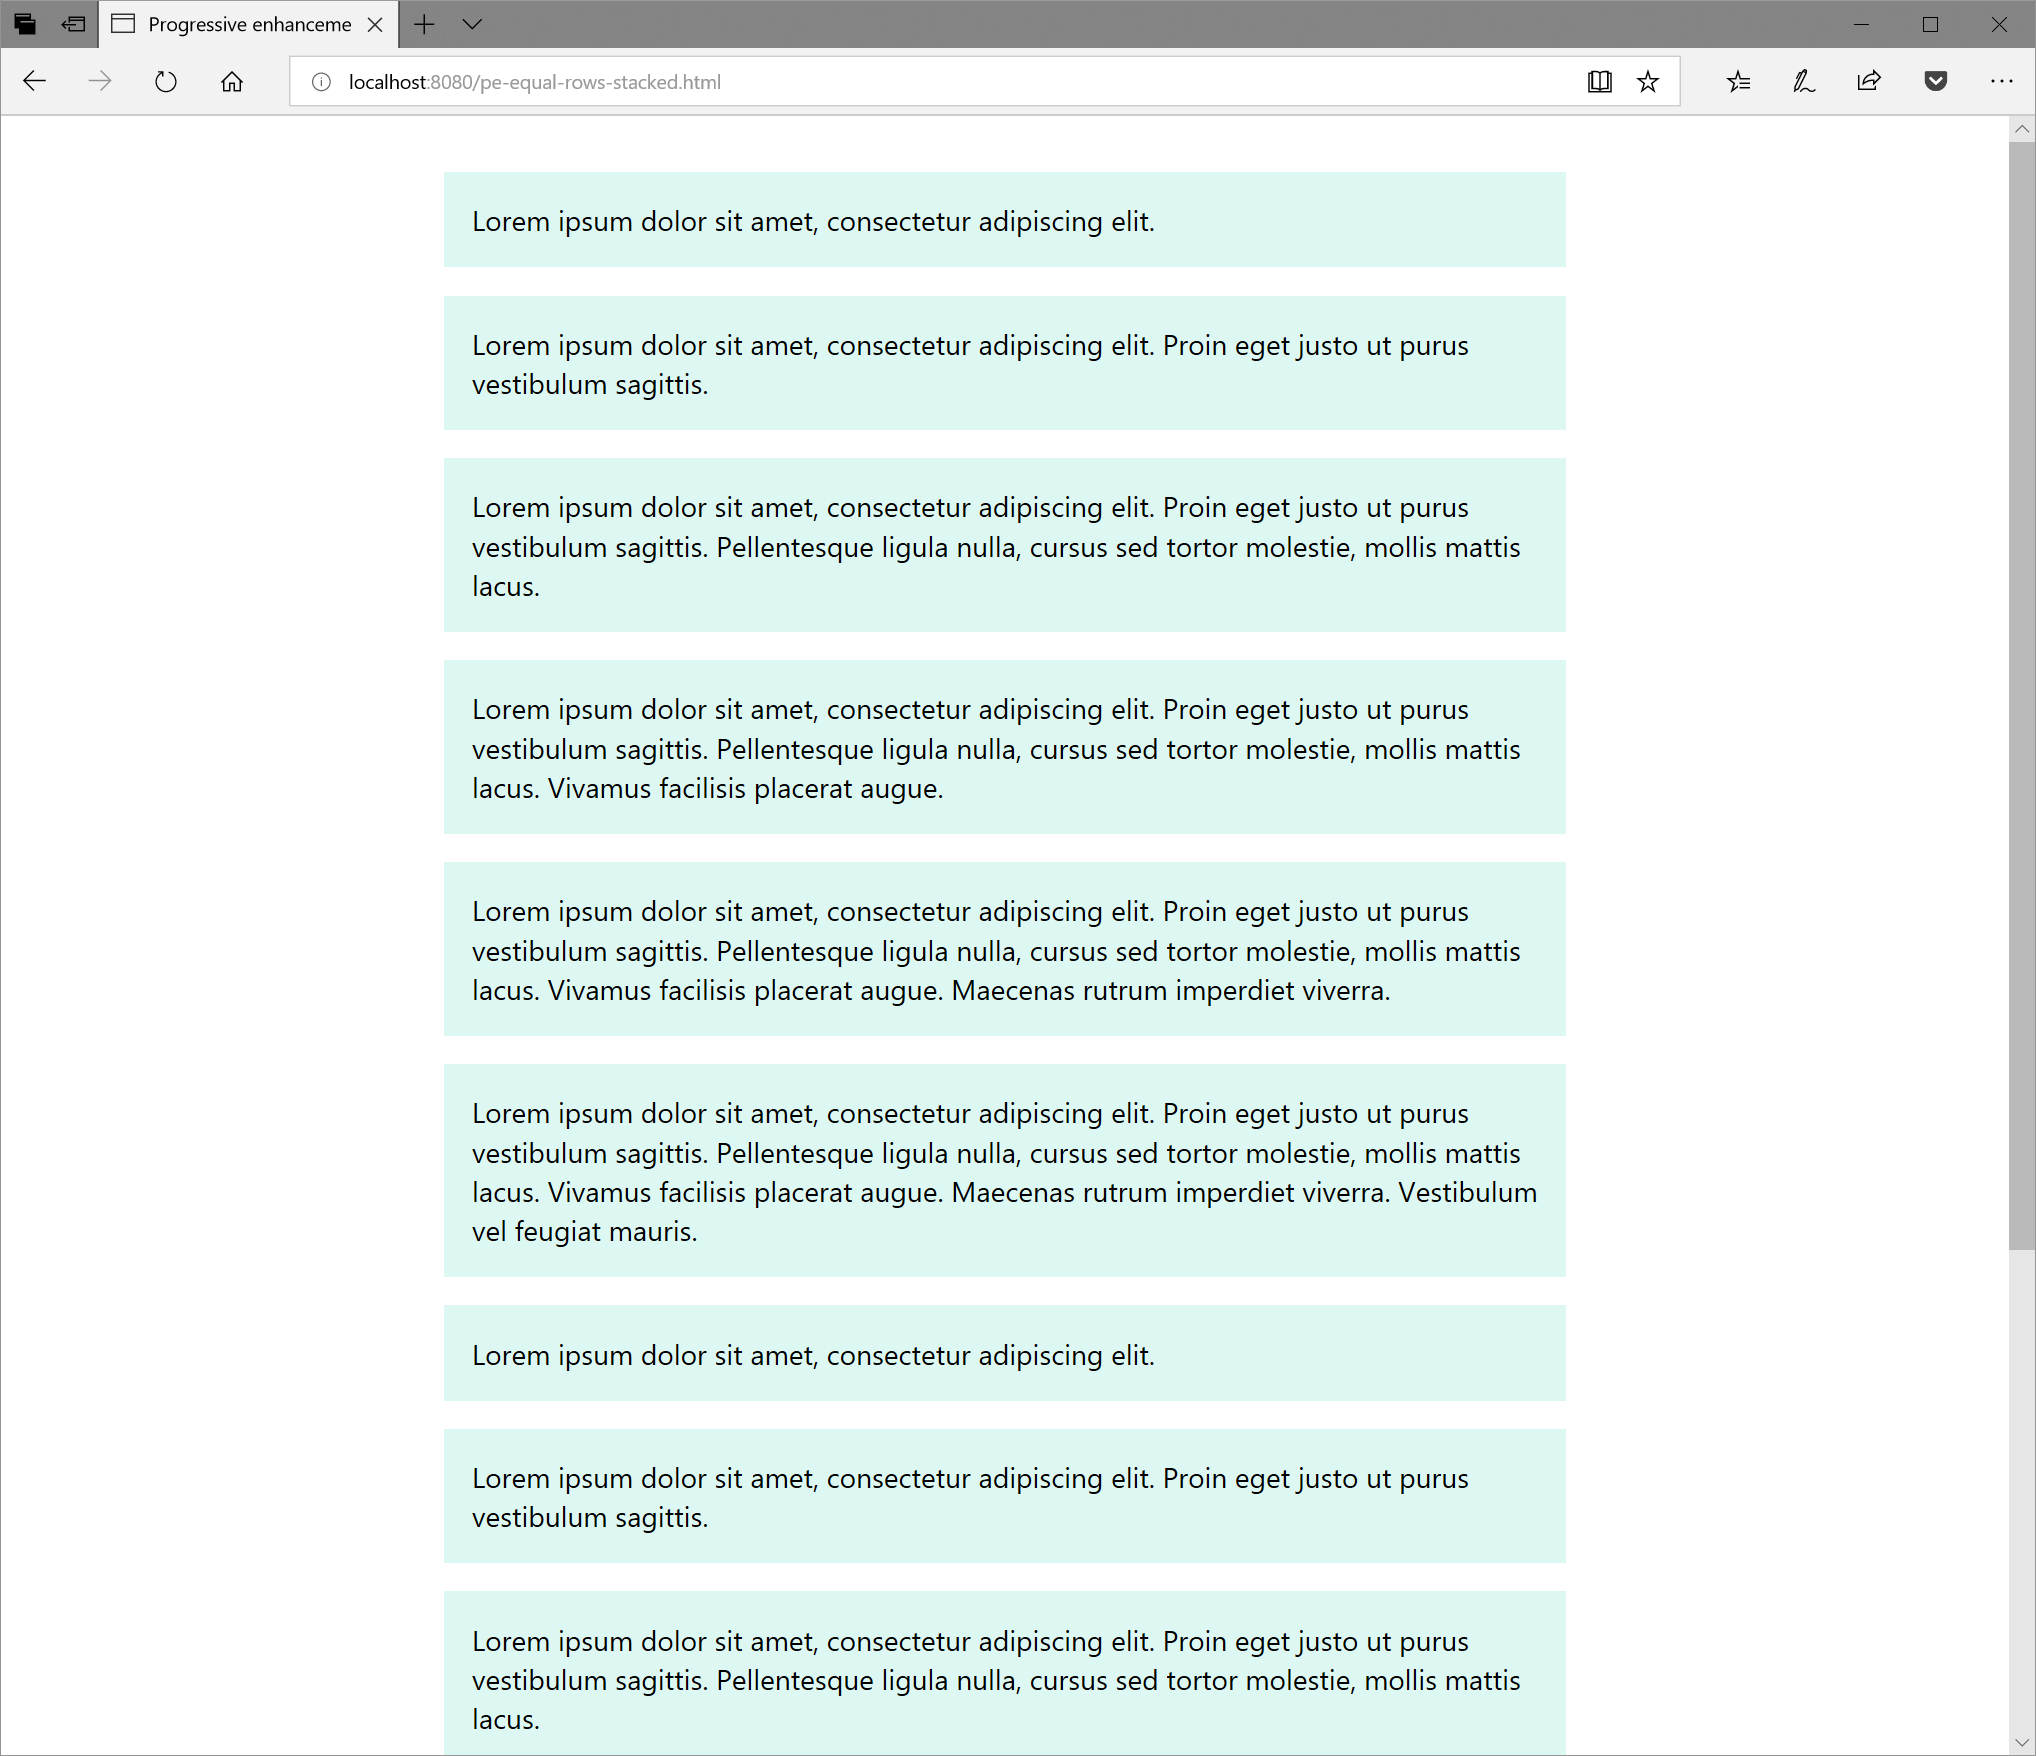 Progressive enhanceme
localhost:8080/pe-equal-rows-stacked.html
Lorem ipsum dolor sit amet, consectetur adipiscing elit.
Lorem ipsum dolor sit amet, consectetur adipiscing elit. Proin eget justo ut purus
vestibulum sagittis.
Lorem ipsum dolor sit amet, consectetur adipiscing elit. Proin eget justo ut purus
vestibulum sagittis. Pellentesque ligula nulla, cursus sed tortor molestie, mollis mattis
lacus.
Lorem ipsum dolor sit amet, consectetur adipiscing elit. Proin eget justo ut purus
vestibulum sagittis. Pellentesque ligula nulla, cursus sed tortor molestie, mollis mattis
lacus. Vivamus facilisis placerat augue.
Lorem ipsum dolor sit amet, consectetur adipiscing elit. Proin eget justo ut purus
vestibulum sagittis. Pellentesque ligula nulla, cursus sed tortor molestie, mollis mattis
lacus. Vivamus facilisis placerat augue. Maecenas rutrum imperdiet viverra.
Lorem ipsum dolor sit amet, consectetur adipiscing elit. Proin eget justo ut purus
vestibulum sagittis. Pellentesque ligula nulla, cursus sed tortor molestie, mollis mattis
lacus. Vivamus facilisis placerat augue. Maecenas rutrum imperdiet viverra. Vestibulum
vel feugiat mauris.
Lorem ipsum dolor sit amet, consectetur adipiscing elit.
Lorem ipsum dolor sit amet, consectetur adipiscing elit. Proin eget justo ut purus
vestibulum sagittis.
Lorem ipsum dolor sit amet, consectetur adipiscing elit. Proin eget justo ut purus
vestibulum sagittis. Pellentesque ligula nulla, cursus sed tortor molestie, mollis mattis
lacus.